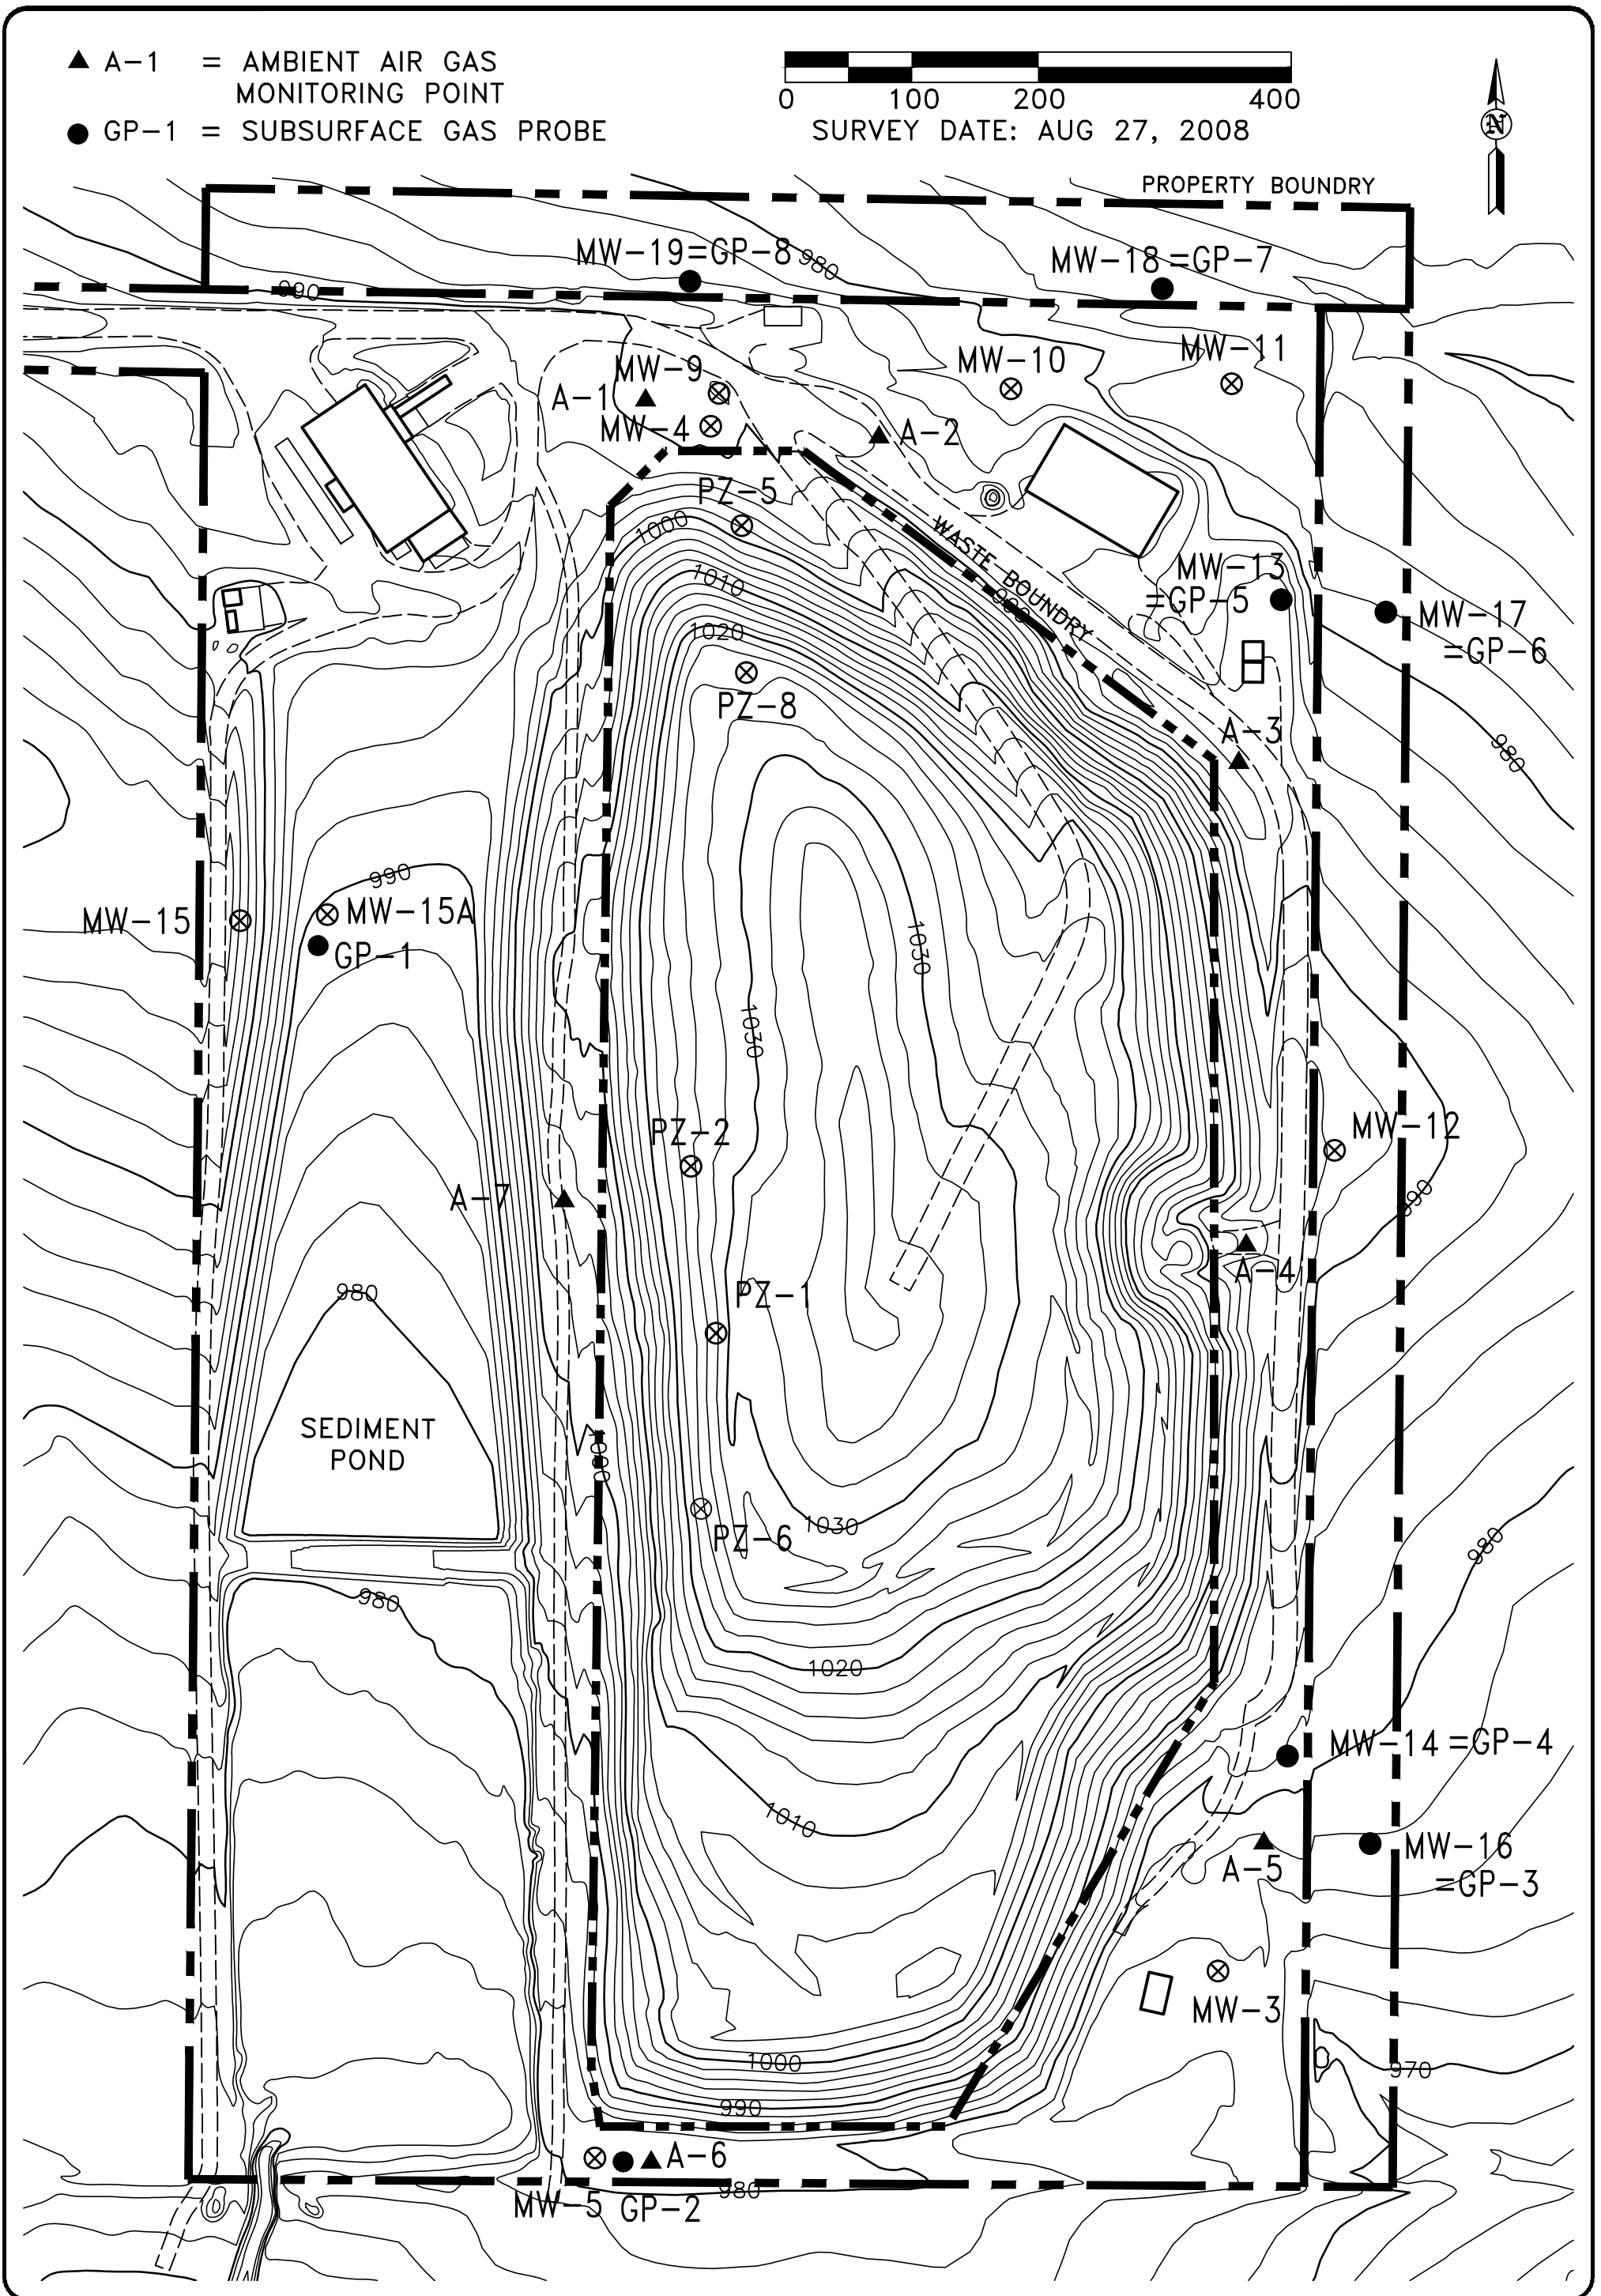 A-1 = AMBIENT AIR GAS
MONITORING POINT
GP-1 = SUBSURFACE GAS PROBE
0 100 200 400
SURVEY DATE: AUG 27, 2008
N
PROPERTY BOUNDRY
MW-19=GP-8
980
MW-18=GP-7
990
MW-9
MW-10
MW-11
A-1
MW-4
A-2
PZ-5
1000
WASTE BOUNDRY
990
MW-13
=GP-5
1010
MW-17
=GP-6
1020
PZ-8
A-3
980
990
MW-15
MW-15A
GP-1
1030
1030
PZ-2
MW-12
A-7
990
A-4
PZ-1
980
SEDIMENT
POND
1000
1030
PZ-6
980
980
1020
MW-14=GP-4
1010
A-5
MW-16
=GP-3
MW-3
1000
970
990
A-6
980
MW-5 GP-2